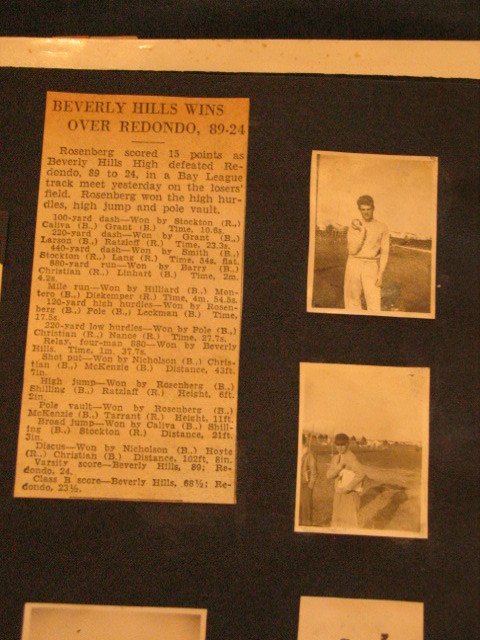 BEVERLY HILLS WINS
OVER REDONDO, 89-24
Rosenberg scored 15 points as
Beverly Hills High defeated Re-
dondo, 89 to 24, in a Bay League
track meet yesterday on the losers'
field. Rosenberg won the high hur-
dles, high jump and pole vault.
100-yard dash—Won by Stockton (R.,)
Caliva (B.,) Grant (B.) Time, 10.6s.
220-yard dash—Won by Grant (B.,)
Larson (B.,) Ratzloff (R.) Time, 23.3s.
440-yard dash—Won by Smith (B.,)
Stockton (R.,) Lang (R.) Time, 54s, flat.
880-yard run—Won by Barry (B.,)
Christian (R.) Linhart (B.) Time, 2m.
4.2s.
Mile run—Won by Hilliard (B.,) Mon-
tero (B.,) Diekemper (R.) Time, 4m, 54.5s.
120-yard high hurdles—Won by Rosen-
berg (B.,) Pole (B.,) Leckman (B.) Time,
17.5s.
220-yard low hurdles—Won by Pole (B.,)
Christian (R.,) Nance (R.) Time, 27.7s.
Relay, four-man 660—Won by Beverly
Hills. Time, 1m. 37.7s.
Shot put—Won by Nicholson (B.,) Chris-
tian (B.,) McKenzie (B.) Distance, 43ft.
7in.
High Jump—Won by Rosenberg (B.,)
Shilling (B.,) Ratzlaff (R.) Height, 6ft.
2in.
Pole vault—Won by Rosenberg (B.,)
McKenzie (B.,) Tarrant (R.) Height, 11ft.
Broad jump—Won by Caliva (B.,) Shill-
ing (B.,) Stockton (R.) Distance, 21ft.
3in.
Discus—Won by Nicholson (B.,) Hoyte
(R.,) Christian (B.) Distance, 102ft, 8in.
Varsity score—Beverly Hills, 89; Re-
dondo, 24.
Class B score—Beverly Hills, 68½; Re-
dondo, 23½.